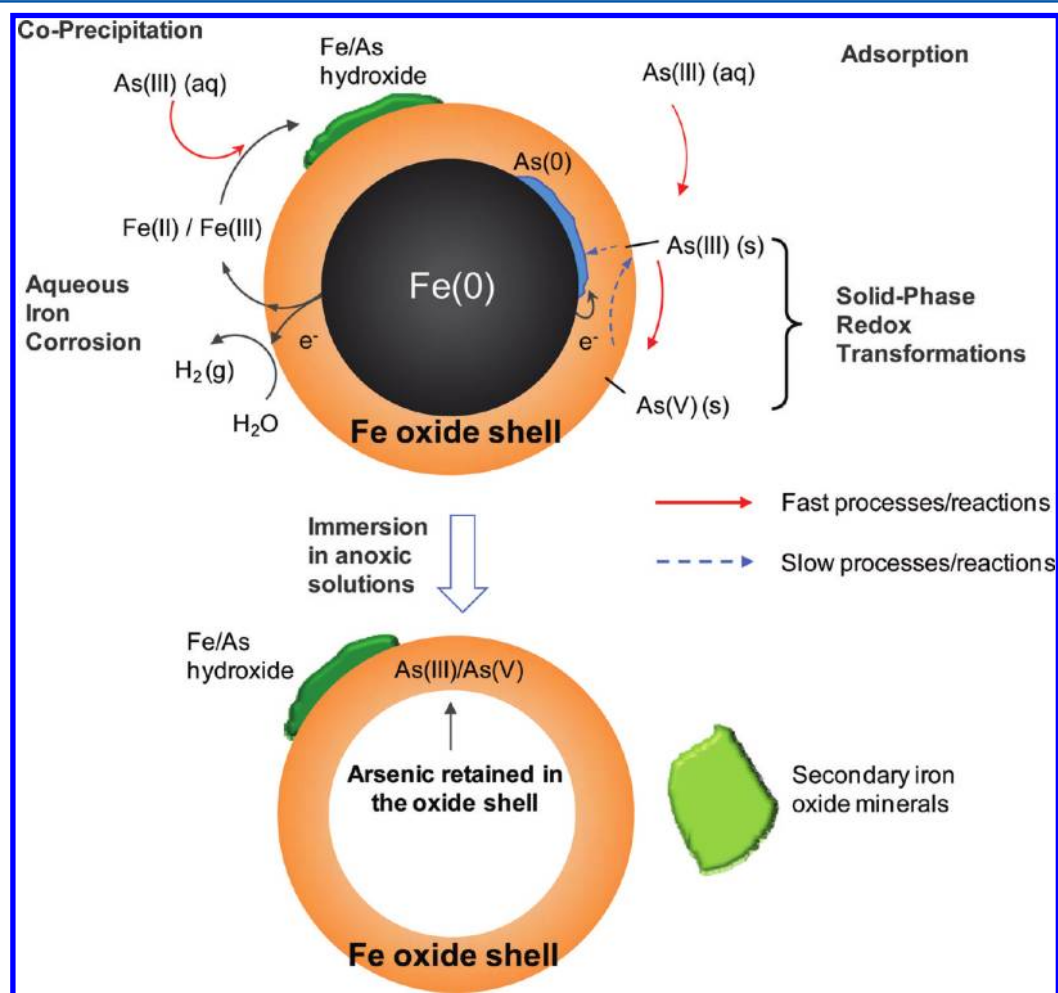 Co-Precipitation
Fe/As
hydroxide
As(III) (aq)
As(III) (aq)
Adsorption
As(0)
Fe(II) / Fe(III)
As(III) (s)
Fe(0)
Aqueous
Iron
Corrosion
Solid-Phase
Redox
Transformations
e-
e-
H2 (g)
H2O
As(V) (s)
Fe oxide shell
Fast processes/reactions
Slow processes/reactions
Immersion
in anoxic
solutions
Fe/As
hydroxide
As(III)/As(V)
Arsenic retained in
the oxide shell
Secondary iron
oxide minerals
Fe oxide shell